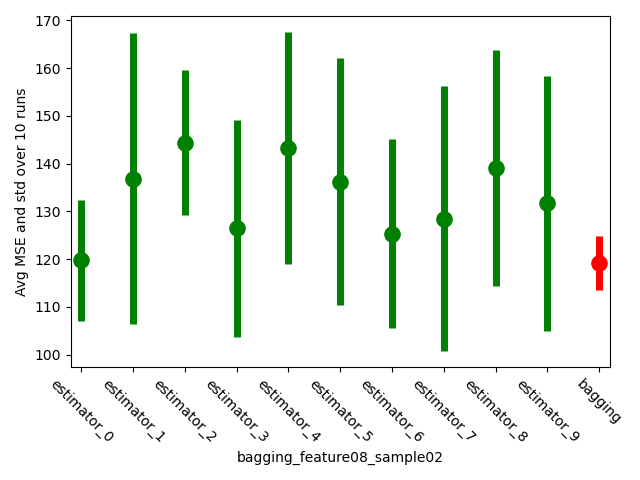 170
160
150
140
130
120
110
100
Avg MSE and std over 10 runs
estimator_0
estimator_1
estimator_2
estimator_3
estimator_4
estimator_5
estimator_6
estimator_7
estimator_8
estimator_9
bagging
bagging_feature08_sample02